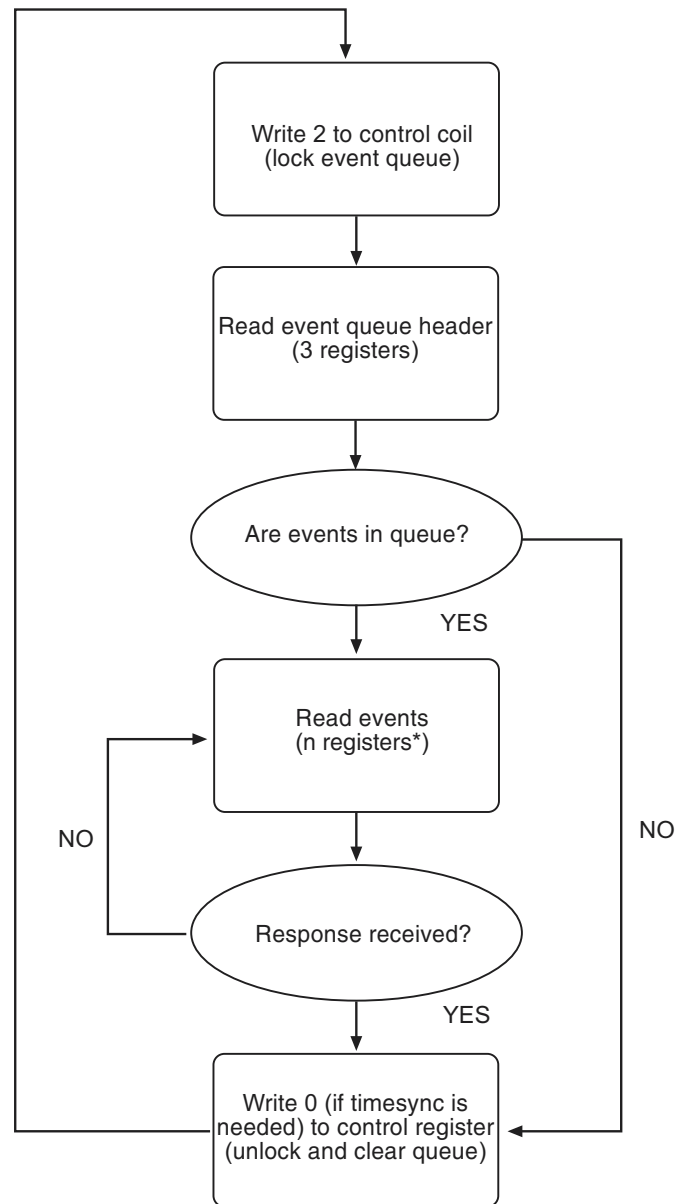 Write 2 to control coil
(lock event queue)
Read event queue header
(3 registers)
Are events in queue?
YES
Read events
(n registers*)
NO
NO
Response received?
YES
Write 0 (if timesync is
needed) to control register
(unlock and clear queue)